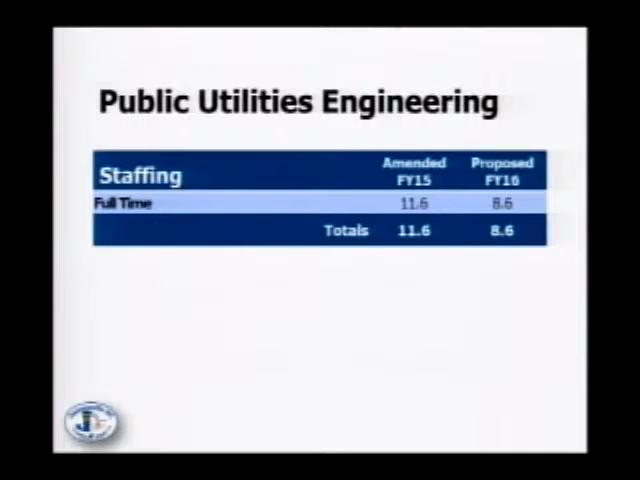 Public Utilities Engineering
Staffing Amended FY15 Proposed FY16
Full Time 11.6 8.6
Totals 11.6 8.6